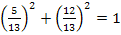 (5/13)² + (12/13)² = 1